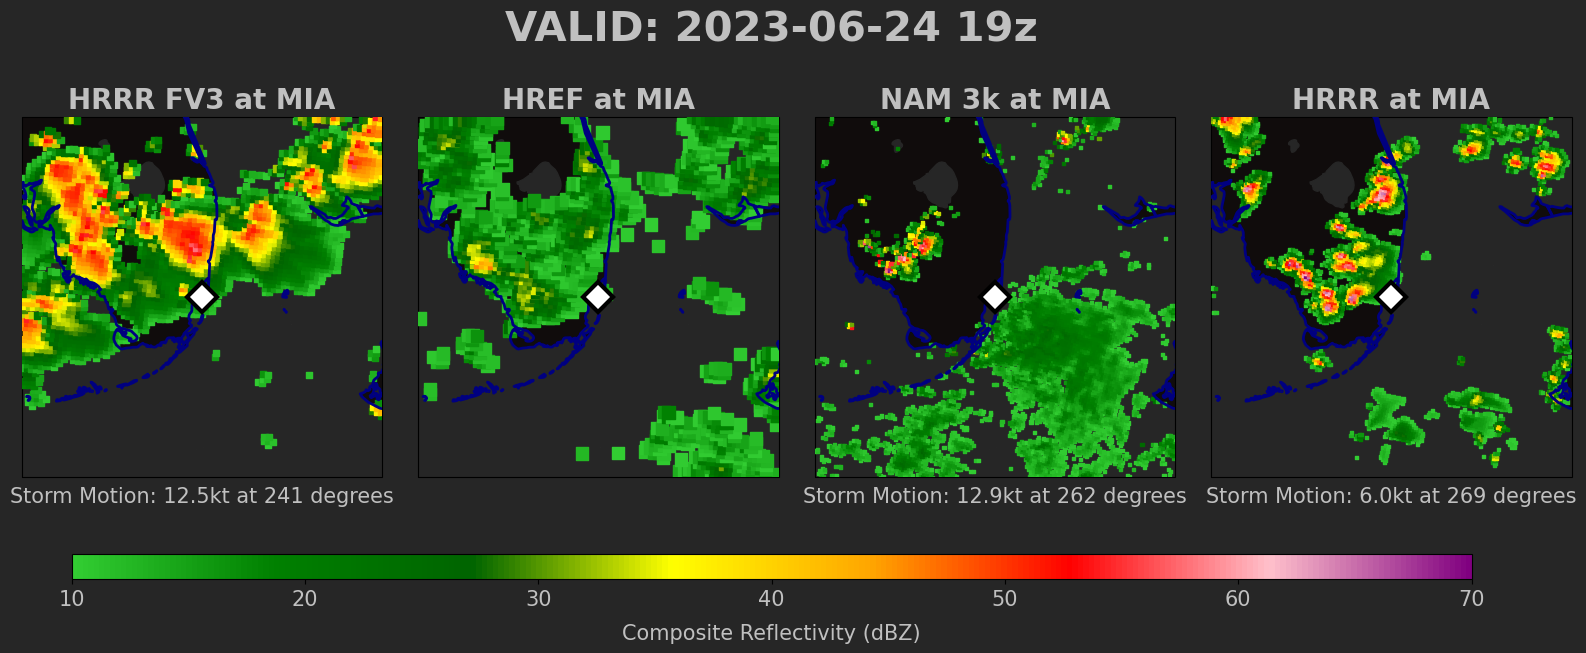 VALID: 2023-06-24 19z
HRRR FV3 at MIA
HREF at MIA
NAM 3k at MIA
HRRR at MIA
Storm Motion: 12.5kt at 241 degrees
Storm Motion: 12.9kt at 262 degrees
Storm Motion: 6.0kt at 269 degrees
10 20 30 40 50 60 70
Composite Reflectivity (dBZ)